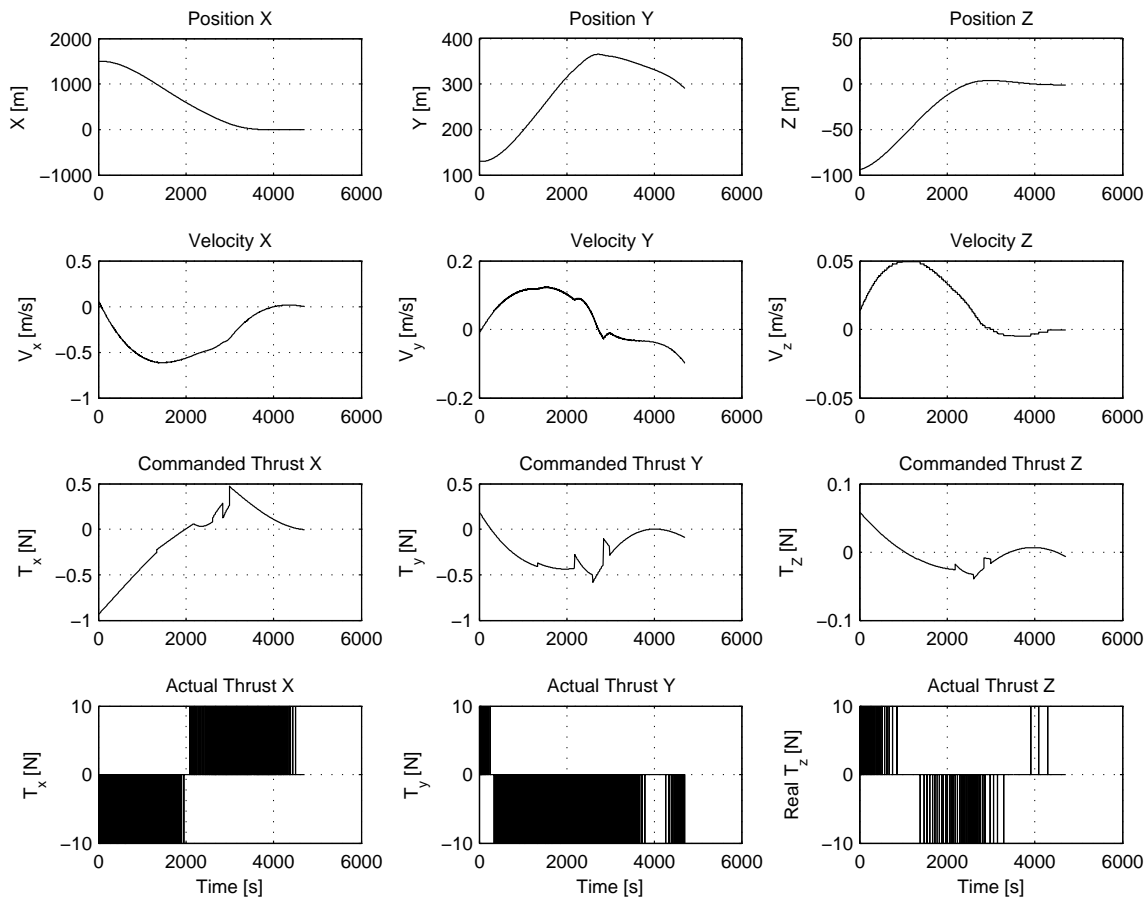 Position X
2000
1000
0
−1000
X [m]
0 2000 4000 6000
Position Y
400
300
200
100
Y [m]
0 2000 4000 6000
Position Z
50
0
−50
−100
Z [m]
0 2000 4000 6000
Velocity X
0.5
0
−0.5
−1
V_x [m/s]
0 2000 4000 6000
Velocity Y
0.2
0
−0.2
V_y [m/s]
0 2000 4000 6000
Velocity Z
0.05
0
−0.05
V_z [m/s]
0 2000 4000 6000
Commanded Thrust X
0.5
0
−0.5
−1
T_x [N]
0 2000 4000 6000
Commanded Thrust Y
0.5
0
−0.5
−1
T_y [N]
0 2000 4000 6000
Commanded Thrust Z
0.1
0
−0.1
T_Z [N]
0 2000 4000 6000
Actual Thrust X
10
0
−10
T_x [N]
0 2000 4000 6000
Time [s]
Actual Thrust Y
10
0
−10
T_y [N]
0 2000 4000 6000
Time [s]
Actual Thrust Z
10
0
−10
Real T_z [N]
0 2000 4000 6000
Time [s]